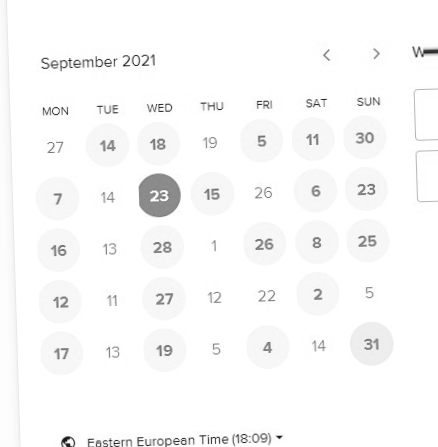 September 2021
MON TUE WED THU FRI SAT SUN
27 14 18 19 5 11 30
7 14 23 15 26 6 23
16 13 28 1 26 8 25
12 11 27 12 22 2 5
17 13 19 5 4 14 31
Eastern European Time (18:09)